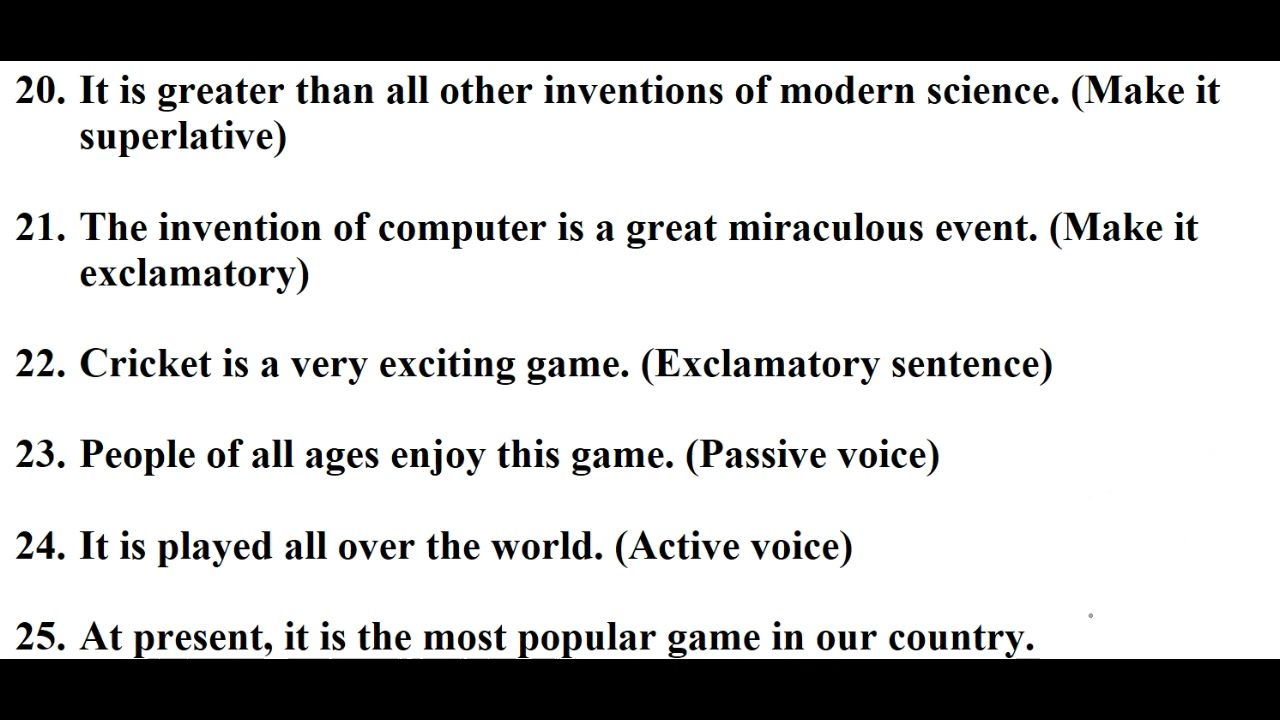 20. It is greater than all other inventions of modern science. (Make it
superlative)
21. The invention of computer is a great miraculous event. (Make it
exclamatory)
22. Cricket is a very exciting game. (Exclamatory sentence)
23. People of all ages enjoy this game. (Passive voice)
24. It is played all over the world. (Active voice)
25. At present, it is the most popular game in our country.